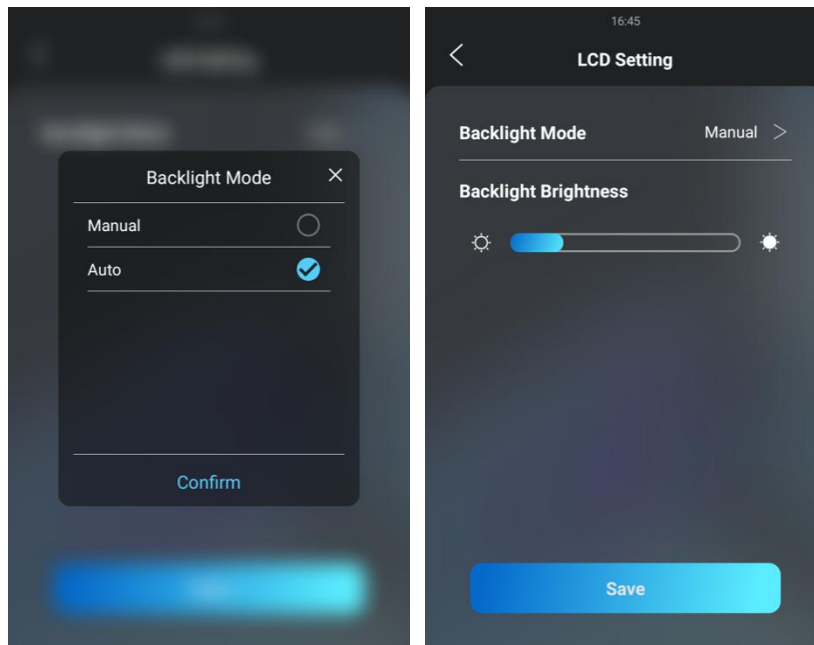 Backlight Mode
Manual
Auto
Confirm
16:45
LCD Setting
Backlight Mode Manual
Backlight Brightness
Save